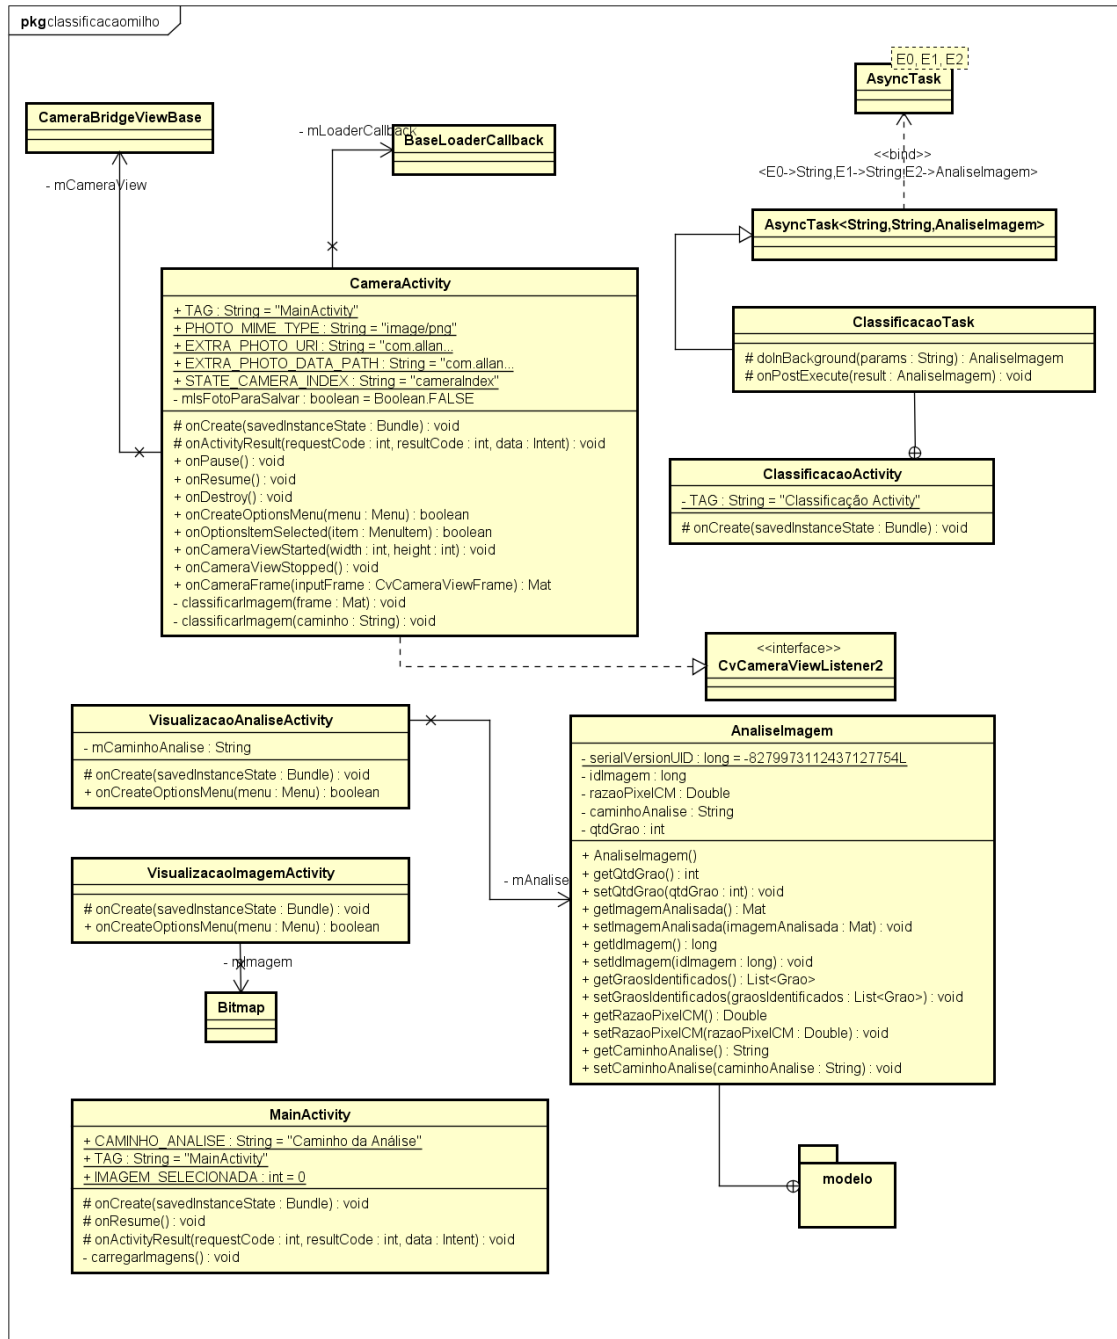 pkg classificacaomilho
E0, E1, E2
AsyncTask
CameraBridgeViewBase
- mLoaderCallback
BaseLoaderCallback
<<bind>>
<E0->String,E1->String,E2->AnaliseImagem>
- mCameraView
AsyncTask<String,String,AnaliseImagem>
CameraActivity
+ TAG : String = "MainActivity"
+ PHOTO_MIME_TYPE : String = "image/png"
+ EXTRA_PHOTO_URI : String = "com.allan...
+ EXTRA_PHOTO_DATA_PATH : String = "com.allan...
+ STATE_CAMERA_INDEX : String = "cameraIndex"
- mIsFotoParaSalvar : boolean = Boolean.FALSE
# onCreate(savedInstanceState : Bundle) : void
# onActivityResult(requestCode : int, resultCode : int, data : Intent) : void
+ onPause() : void
+ onResume() : void
+ onDestroy() : void
+ onCreateOptionsMenu(menu : Menu) : boolean
+ onOptionsItemSelected(item : MenuItem) : boolean
+ onCameraViewStarted(width : int, height : int) : void
+ onCameraViewStopped() : void
+ onCameraFrame(inputFrame : CvCameraViewFrame) : Mat
- classificarImagem(frame : Mat) : void
- classificarImagem(caminho : String) : void
ClassificacaoTask
# doInBackground(params : String) : AnaliseImagem
# onPostExecute(result : AnaliseImagem) : void
ClassificacaoActivity
- TAG : String = "Classificação Activity"
# onCreate(savedInstanceState : Bundle) : void
<<interface>>
CvCameraViewListener2
VisualizacaoAnaliseActivity
- mCaminhoAnalise : String
# onCreate(savedInstanceState : Bundle) : void
+ onCreateOptionsMenu(menu : Menu) : boolean
- mAnalise
AnaliseImagem
- serialVersionUID : long = -8279973112437127754L
- idImagem : long
- razaoPixelCM : Double
- caminhoAnalise : String
- qtdGrao : int
+ AnaliseImagem()
+ getQtdGrao() : int
+ setQtdGrao(qtdGrao : int) : void
+ getImagemAnalisada() : Mat
+ setImagemAnalisada(imagemAnalisada : Mat) : void
+ getIdImagem() : long
+ setIdImagem(idImagem : long) : void
+ getGraosIdentificados() : List<Grao>
+ setGraosIdentificados(graosIdentificados : List<Grao>) : void
+ getRazaoPixelCM() : Double
+ setRazaoPixelCM(razaoPixelCM : Double) : void
+ getCaminhoAnalise() : String
+ setCaminhoAnalise(caminhoAnalise : String) : void
VisualizacaoImagemActivity
# onCreate(savedInstanceState : Bundle) : void
+ onCreateOptionsMenu(menu : Menu) : boolean
- mImagem
Bitmap
MainActivity
+ CAMINHO_ANALISE : String = "Caminho da Análise"
+ TAG : String = "MainActivity"
+ IMAGEM_SELECIONADA : int = 0
# onCreate(savedInstanceState : Bundle) : void
# onResume() : void
# onActivityResult(requestCode : int, resultCode : int, data : Intent) : void
- carregarImagens() : void
modelo